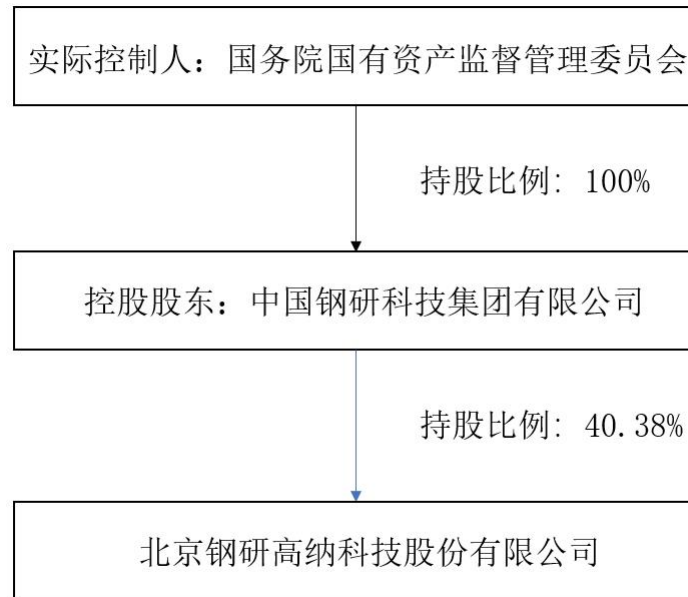 实际控制人：国务院国有资产监督管理委员会
持股比例：100%
控股股东：中国钢研科技集团有限公司
持股比例：40.38%
北京钢研高纳科技股份有限公司